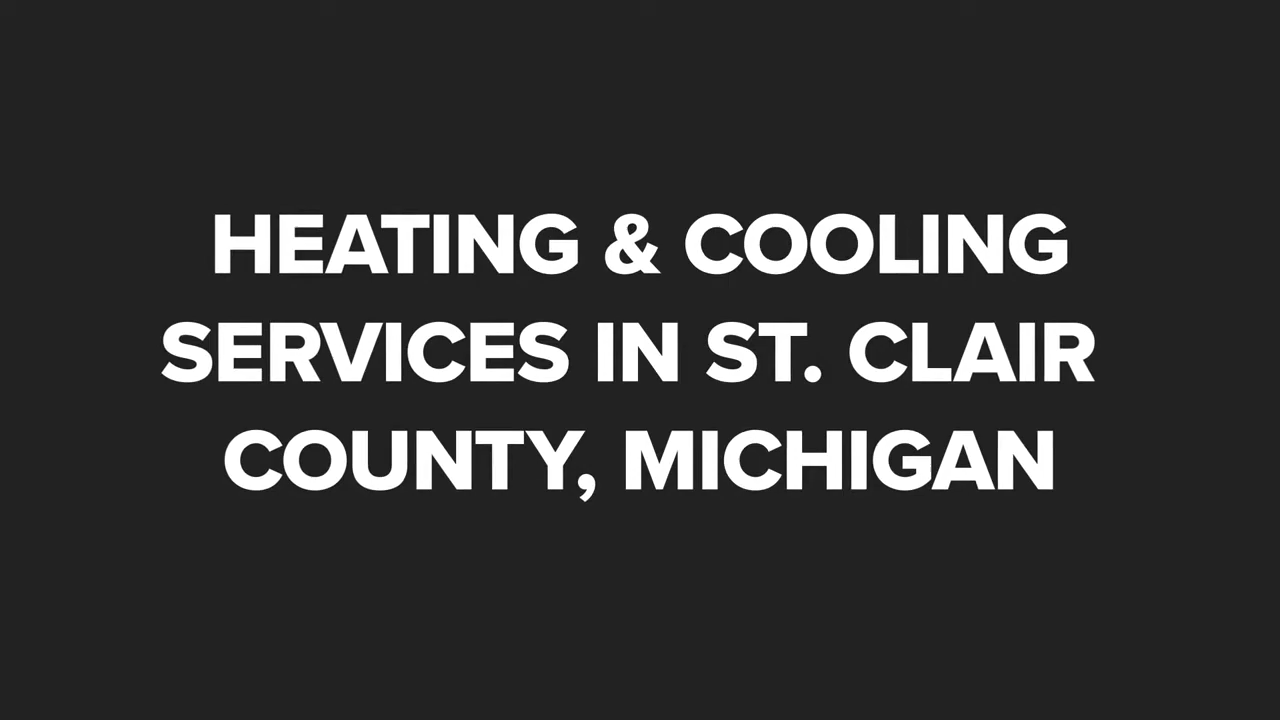 HEATING & COOLING
SERVICES IN ST. CLAIR
COUNTY, MICHIGAN